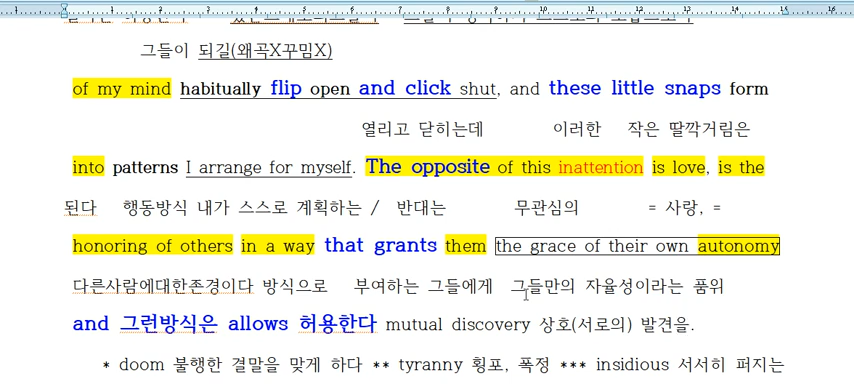 그들이 되길(왜곡X꾸밈X)
of my mind habitually flip open and click shut, and these little snaps form
열리고 닫히는데 이러한 작은 딸깍거림은
into patterns I arrange for myself. The opposite of this inattention is love, is the
된다 행동방식 내가 스스로 계획하는 / 반대는 무관심의 = 사랑, =
honoring of others in a way that grants them the grace of their own autonomy
다른사람에대한존경이다 방식으로 부여하는 그들에게 그들만의 자율성이라는 품위
and 그런방식은 allows 허용한다 mutual discovery 상호(서로의) 발견을.
* doom 불행한 결말을 맞게 하다 ** tyranny 횡포, 폭정 *** insidious 서서히 퍼지는